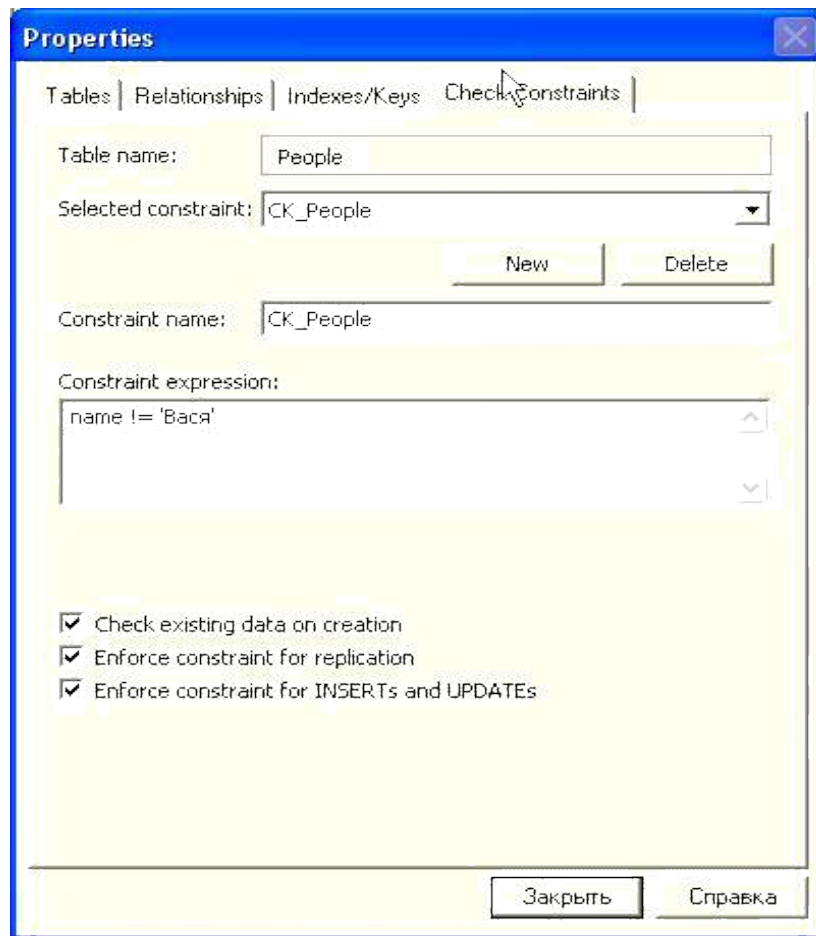 Properties
Tables Relationships Indexes/Keys Check Constraints
Table name: People
Selected constraint: CK_People
New Delete
Constraint name: CK_People
Constraint expression:
name != 'Вася'
Check existing data on creation
Enforce constraint for replication
Enforce constraint for INSERTs and UPDATEs
Закрыть Справка